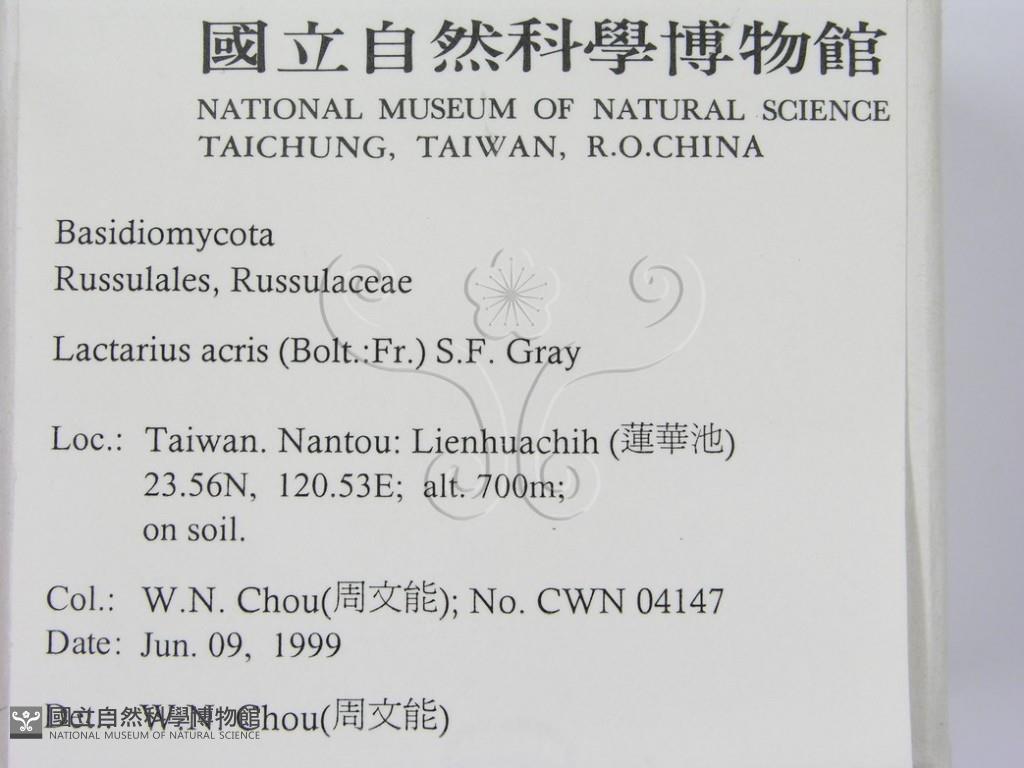 國立自然科學博物館
NATIONAL MUSEUM OF NATURAL SCIENCE
TAICHUNG, TAIWAN, R.O.CHINA
Basidiomycota
Russulales, Russulaceae
Lactarius acris (Bolt.:Fr.) S.F. Gray
Loc.: Taiwan. Nantou: Lienhuachih (蓮華池)
23.56N, 120.53E; alt. 700m;
on soil.
Col.: W.N. Chou(周文能); No. CWN 04147
Date: Jun. 09, 1999
Det.: W.N. Chou(周文能)
國立自然科學博物館
NATIONAL MUSEUM OF NATURAL SCIENCE